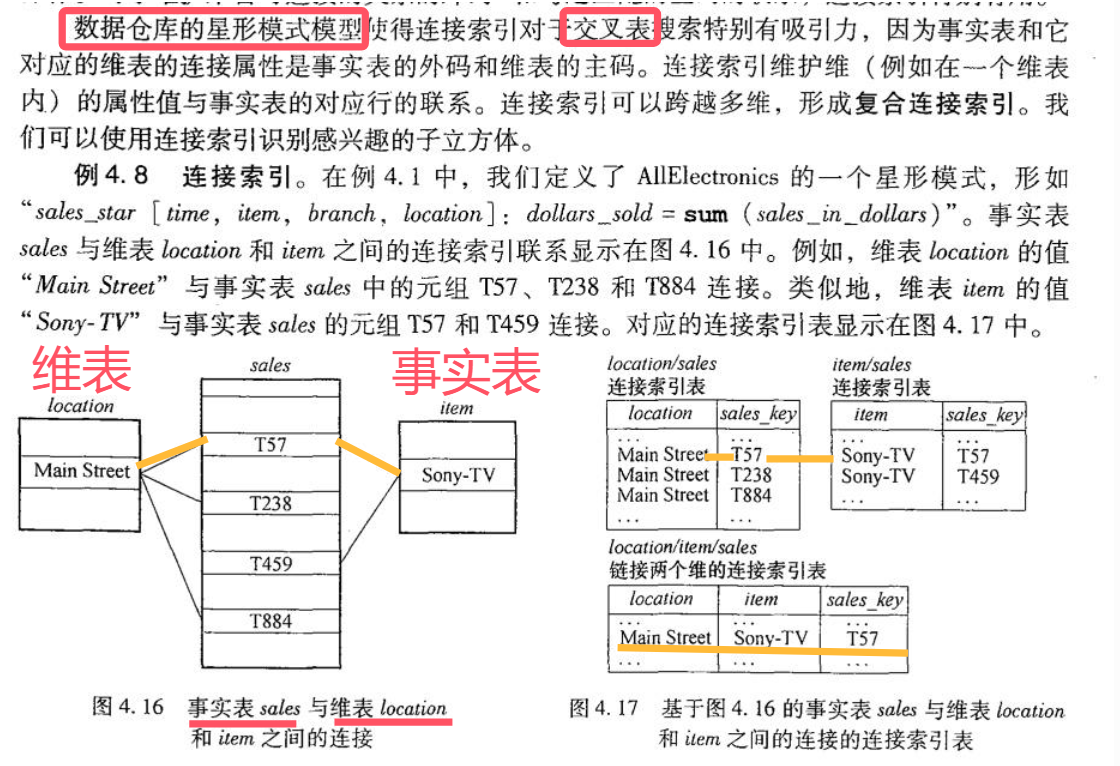 数据仓库的星形模式模型使得连接索引对于交叉表搜索特别有吸引力，因为事实表和它
对应的维表的连接属性是事实表的外码和维表的主码。连接索引维护维（例如在一个维表
内）的属性值与事实表的对应行的联系。连接索引可以跨越多维，形成复合连接索引。我
们可以使用连接索引识别感兴趣的子立方体。
例4.8 连接索引。在例 4.1 中，我们定义了 AllElectronics 的一个星形模式，形如
“sales_star [time, item, branch, location]: dollars_sold = sum (sales_in_dollars)”。事实表
sales 与维表 location 和 item 之间的连接索引联系显示在图 4.16 中。例如，维表 location 的值
“Main Street” 与事实表 sales 中的元组 T57、T238 和 T884 连接。类似地，维表 item 的值
“Sony-TV” 与事实表 sales 的元组 T57 和 T459 连接。对应的连接索引表显示在图 4.17 中。
维表
location
Main Street
sales
T57
T238
T459
T884
事实表
item
Sony-TV
图 4.16 事实表 sales 与维表 location
和 item 之间的连接
location/sales
连接索引表
location sales_key
... ...
Main Street T57
Main Street T238
Main Street T884
... ...
item/sales
连接索引表
item sales_key
... ...
Sony-TV T57
Sony-TV T459
... ...
location/item/sales
链接两个维的连接索引表
location item sales_key
... ... ...
Main Street Sony-TV T57
... ... ...
图 4.17 基于图 4.16 的事实表 sales 与维表 location
和 item 之间的连接的连接索引表